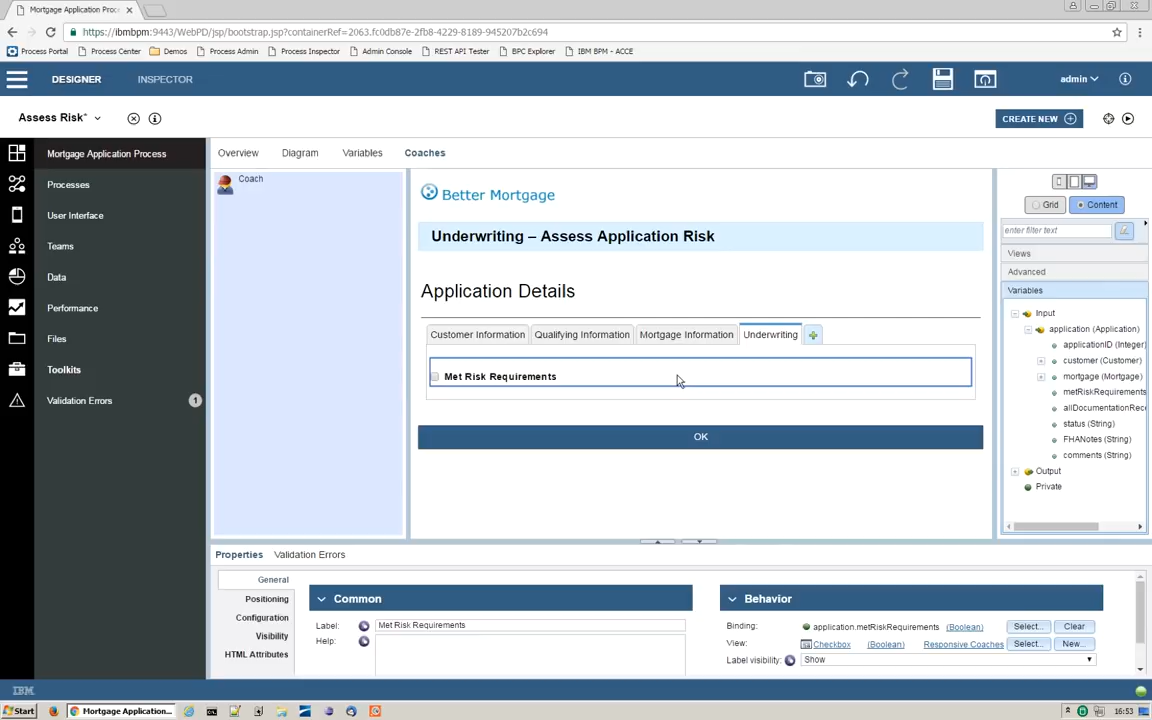 Mortgage Application Proc
https://ibmbpm:9443/WebPD/jsp/bootstrap.jsp?containerRef=2063.fc0db87e-2fb8-4229-8189-945207b2c694
Process Portal
Process Center
Demos
Process Admin
Process Inspector
Admin Console
REST API Tester
BPC Explorer
IBM BPM - ACCE
DESIGNER
INSPECTOR
admin
Assess Risk*
CREATE NEW
Mortgage Application Process
Processes
User Interface
Teams
Data
Performance
Files
Toolkits
Validation Errors
1
Overview
Diagram
Variables
Coaches
Coach
Better Mortgage
Underwriting – Assess Application Risk
Application Details
Customer Information
Qualifying Information
Mortgage Information
Underwriting
Met Risk Requirements
OK
Grid
Content
enter filter text
Views
Advanced
Variables
Input
application (Application)
applicationID (Integer)
customer (Customer)
mortgage (Mortgage)
metRiskRequirements
allDocumentationRec
status (String)
FHANotes (String)
comments (String)
Output
Private
Properties
Validation Errors
General
Positioning
Configuration
Visibility
HTML Attributes
Common
Label:
Met Risk Requirements
Help:
Behavior
Binding:
application.metRiskRequirements
(Boolean)
Select...
Clear
View:
Checkbox
(Boolean)
Responsive Coaches
Select...
New...
Label visibility:
Show
IBM
Start
Mortgage Application...
16:53